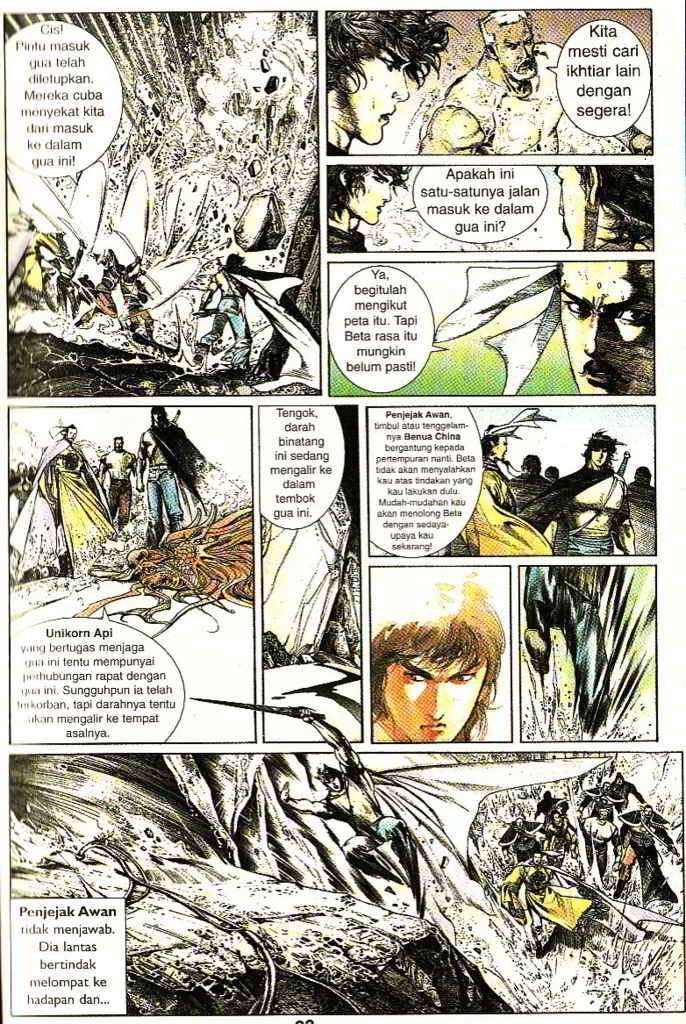 Cis!
Pintu masuk
gua telah
diletupkan.
Mereka cuba
menyekat kita
dari masuk
ke dalam
gua ini!
Kita
mesti cari
ikhtiar lain
dengan
segera!
Apakah ini
satu-satunya jalan
masuk ke dalam
gua ini?
Ya,
begitulah
mengikut
peta itu. Tapi
Beta rasa itu
mungkin
belum pasti!
Unikorn Api
yang bertugas menjaga
gua ini tentu mempunyai
perhubungan rapat dengan
gua ini. Sungguhpun ia telah
terkorban, tapi darahnya tentu
akan mengalir ke tempat
asalnya.
Tengok,
darah
binatang
ini sedang
mengalir ke
dalam
tembok
gua ini.
Penjejak Awan,
timbul atau tenggelam-
nya Benua China
bergantung kepada
pertempuran nanti. Beta
tidak akan menyalahkan
kau atas tindakan yang
kau lakukan dulu.
Mudah-mudahan kau
akan menolong Beta
dengan sedaya-
upaya kau
sekarang!
Penjejak Awan
tidak menjawab.
Dia lantas
bertindak
melompat ke
hadapan dan...